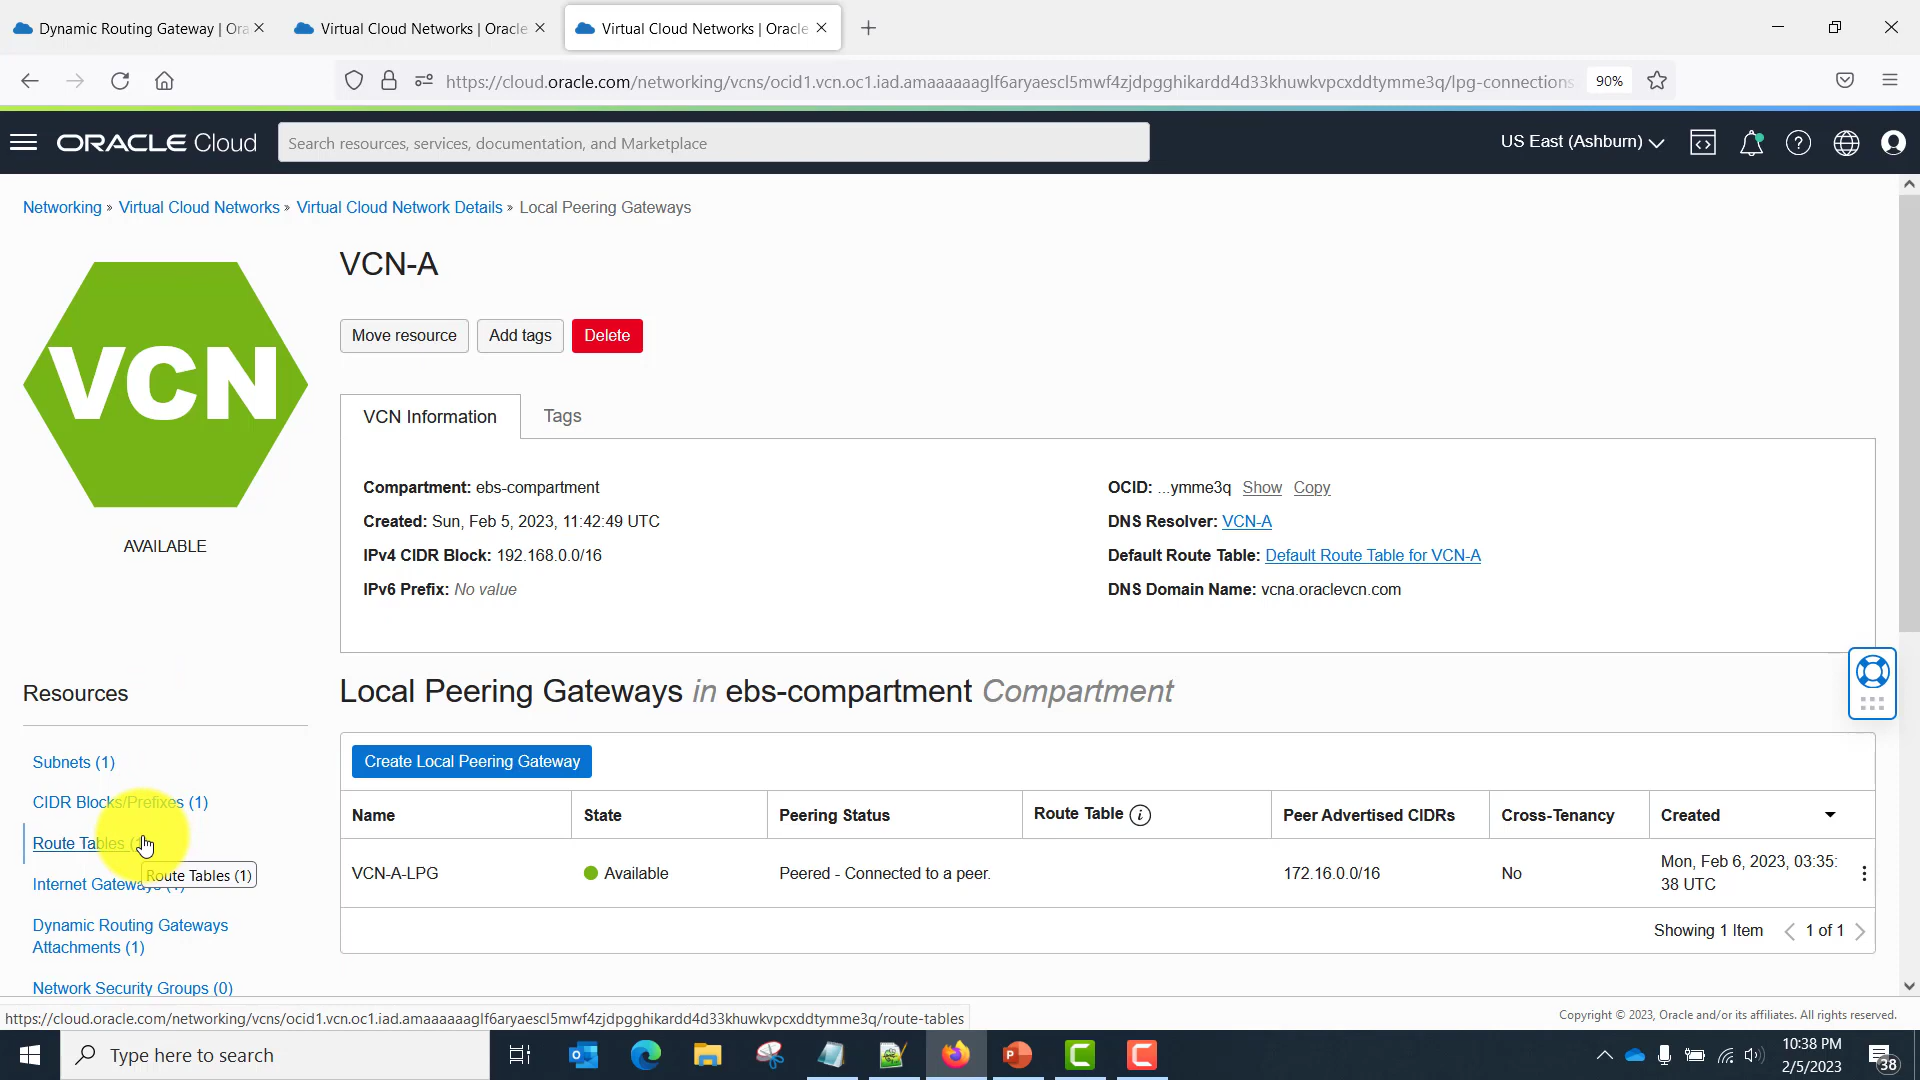 Dynamic Routing Gateway | Ora
Virtual Cloud Networks | Oracle
Virtual Cloud Networks | Oracle
https://cloud.oracle.com/networking/vcns/ocid1.vcn.oc1.iad.amaaaaaaglf6aryaescl5mwf4zjdpgghikardd4d33khuwkvpcxddtymme3q/lpg-connections
90%
ORACLE Cloud
Search resources, services, documentation, and Marketplace
US East (Ashburn)
Networking » Virtual Cloud Networks » Virtual Cloud Network Details » Local Peering Gateways
VCN
AVAILABLE
VCN-A
Move resource
Add tags
Delete
VCN Information
Tags
Compartment: ebs-compartment
Created: Sun, Feb 5, 2023, 11:42:49 UTC
IPv4 CIDR Block: 192.168.0.0/16
IPv6 Prefix: No value
OCID: ...ymme3q Show Copy
DNS Resolver: VCN-A
Default Route Table: Default Route Table for VCN-A
DNS Domain Name: vcna.oraclevcn.com
Resources
Subnets (1)
CIDR Blocks/Prefixes (1)
Route Tables (1)
Route Tables (1)
Internet Gateways (1)
Dynamic Routing Gateways
Attachments (1)
Network Security Groups (0)
Local Peering Gateways in ebs-compartment Compartment
Create Local Peering Gateway
Name State Peering Status Route Table Peer Advertised CIDRs Cross-Tenancy Created
VCN-A-LPG Available Peered - Connected to a peer. 172.16.0.0/16 No Mon, Feb 6, 2023, 03:35:
38 UTC
Showing 1 Item 1 of 1
https://cloud.oracle.com/networking/vcns/ocid1.vcn.oc1.iad.amaaaaaaglf6aryaescl5mwf4zjdpgghikardd4d33khuwkvpcxddtymme3q/route-tables
Copyright © 2023, Oracle and/or its affiliates. All rights reserved.
Type here to search
10:38 PM
2/5/2023
38